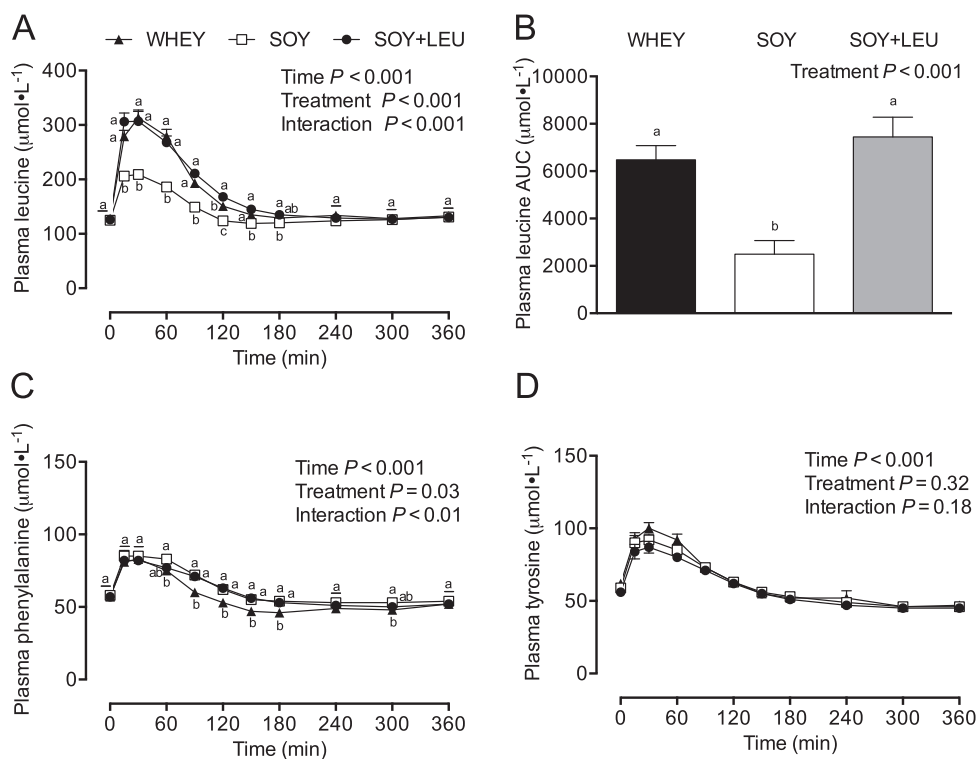 A
WHEY SOY SOY+LEU
Plasma leucine (µmol•L-1)
400
300
200
100
0
Time P < 0.001
Treatment P < 0.001
Interaction P < 0.001
a a a a a a a a a a a a ab a a a
b b b b b c b b
0 60 120 180 240 300 360
Time (min)
B
WHEY SOY SOY+LEU
Treatment P < 0.001
Plasma leucine AUC (µmol•L-1)
10000
8000
6000
4000
2000
0
a b a
C
Plasma phenylalanine (µmol•L-1)
150
100
50
0
Time P < 0.001
Treatment P = 0.03
Interaction P < 0.01
a a a a a a a a a a a a a ab a
ab b b b b b b
0 60 120 180 240 300 360
Time (min)
D
Plasma tyrosine (µmol•L-1)
150
100
50
0
Time P < 0.001
Treatment P = 0.32
Interaction P = 0.18
0 60 120 180 240 300 360
Time (min)